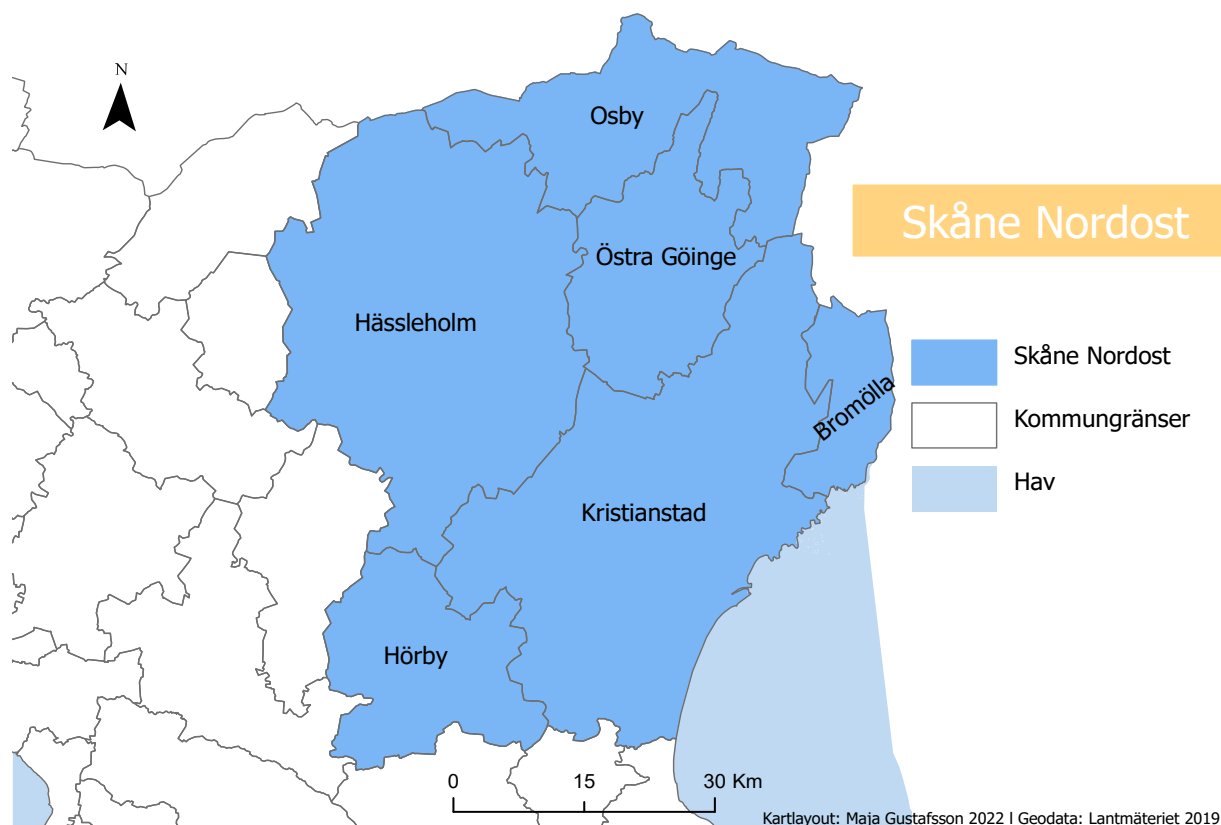 N
Osby
Skåne Nordost
Östra Göinge
Hässleholm
Skåne Nordost
Bromölla
Kommungränser
Hav
Kristianstad
Hörby
0 15 30 Km
Kartlayout: Maja Gustafsson 2022 I Geodata: Lantmäteriet 2019